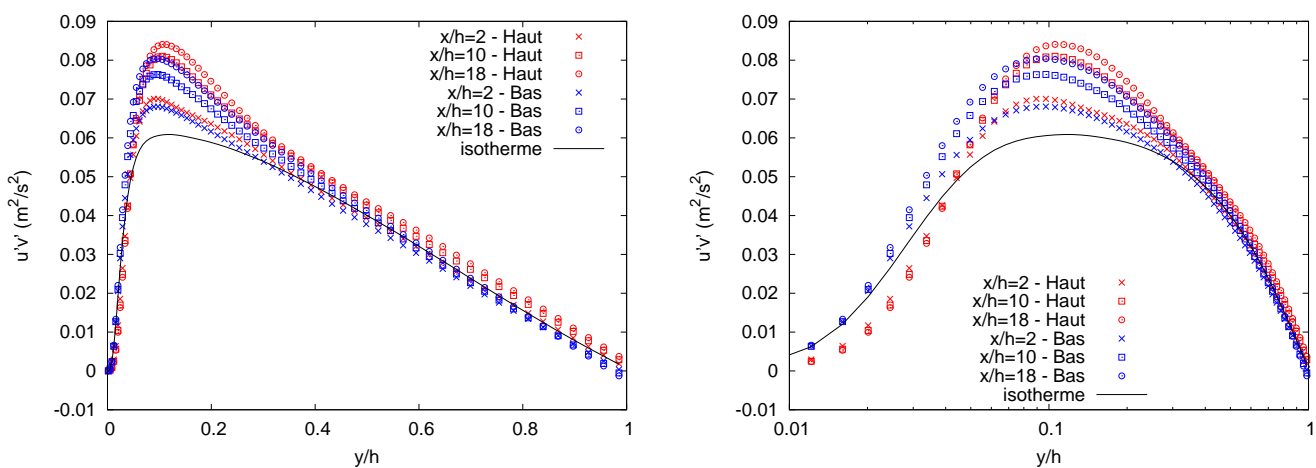 0.09
0.08
0.07
0.06
0.05
0.04
0.03
0.02
0.01
0
-0.01
u'v' (m²/s²)
0
0.2
0.4
0.6
0.8
1
y/h
x/h=2 - Haut
x/h=10 - Haut
x/h=18 - Haut
x/h=2 - Bas
x/h=10 - Bas
x/h=18 - Bas
isotherme
0.09
0.08
0.07
0.06
0.05
0.04
0.03
0.02
0.01
0
-0.01
u'v' (m²/s²)
0.01
0.1
1
y/h
x/h=2 - Haut
x/h=10 - Haut
x/h=18 - Haut
x/h=2 - Bas
x/h=10 - Bas
x/h=18 - Bas
isotherme